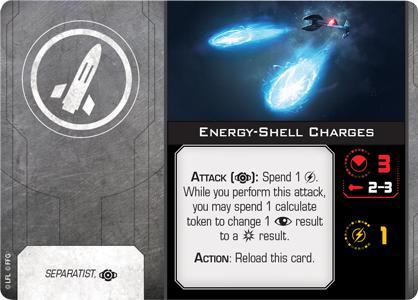 ENERGY-SHELL CHARGES
ATTACK ( ): Spend 1 .
While you perform this attack,
you may spend 1 calculate
token to change 1 result
to a result.
ACTION: Reload this card.
3
2–3
1
SEPARATIST,
© LFL © FFG